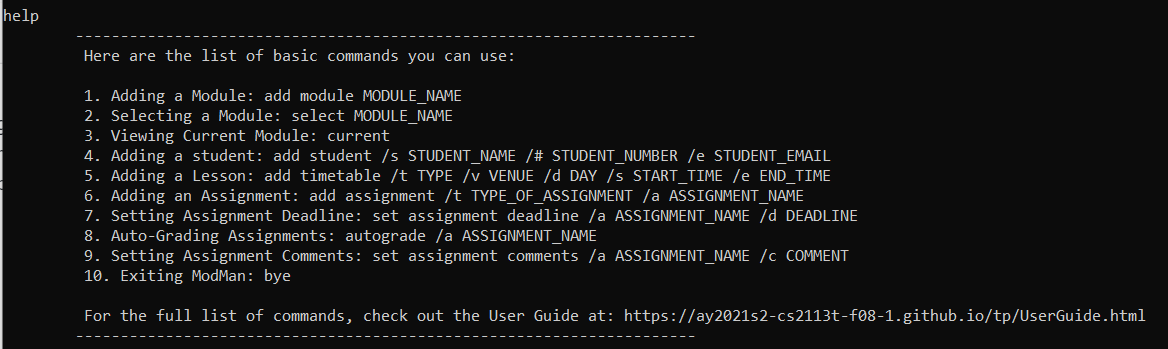 help
---------------------------------------------------------------------
Here are the list of basic commands you can use:
1. Adding a Module: add module MODULE_NAME
2. Selecting a Module: select MODULE_NAME
3. Viewing Current Module: current
4. Adding a student: add student /s STUDENT_NAME /# STUDENT_NUMBER /e STUDENT_EMAIL
5. Adding a Lesson: add timetable /t TYPE /v VENUE /d DAY /s START_TIME /e END_TIME
6. Adding an Assignment: add assignment /t TYPE_OF_ASSIGNMENT /a ASSIGNMENT_NAME
7. Setting Assignment Deadline: set assignment deadline /a ASSIGNMENT_NAME /d DEADLINE
8. Auto-Grading Assignments: autograde /a ASSIGNMENT_NAME
9. Setting Assignment Comments: set assignment comments /a ASSIGNMENT_NAME /c COMMENT
10. Exiting ModMan: bye
For the full list of commands, check out the User Guide at: https://ay2021s2-cs2113t-f08-1.github.io/tp/UserGuide.html
---------------------------------------------------------------------